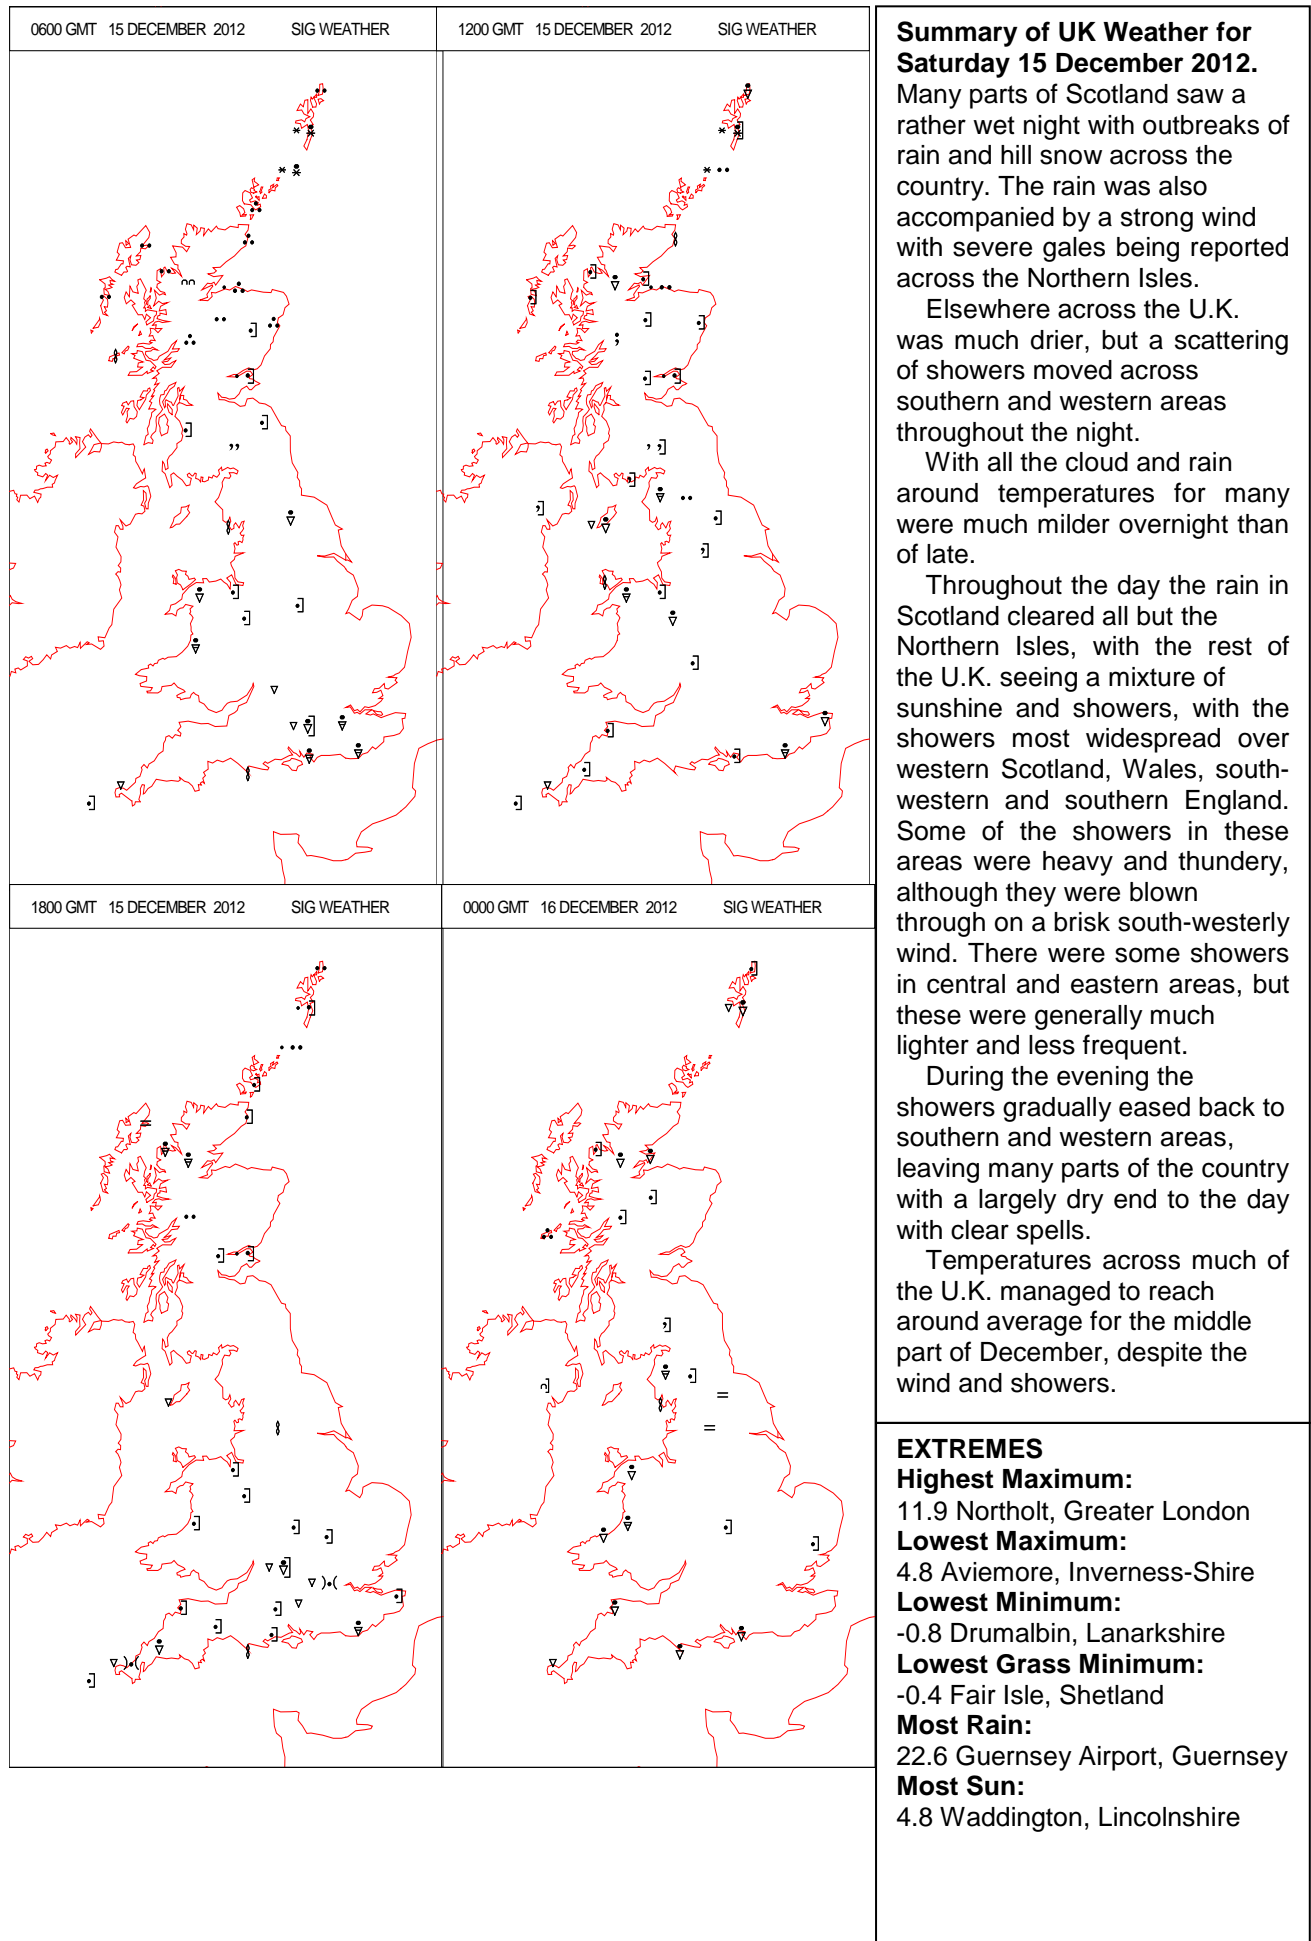 0600 GMT 15 DECEMBER 2012 SIG WEATHER
1200 GMT 15 DECEMBER 2012 SIG WEATHER
1800 GMT 15 DECEMBER 2012 SIG WEATHER
0000 GMT 16 DECEMBER 2012 SIG WEATHER
Summary of UK Weather for
Saturday 15 December 2012.
Many parts of Scotland saw a
rather wet night with outbreaks of
rain and hill snow across the
country. The rain was also
accompanied by a strong wind
with severe gales being reported
across the Northern Isles.
Elsewhere across the U.K.
was much drier, but a scattering
of showers moved across
southern and western areas
throughout the night.
With all the cloud and rain
around temperatures for many
were much milder overnight than
of late.
Throughout the day the rain in
Scotland cleared all but the
Northern Isles, with the rest of
the U.K. seeing a mixture of
sunshine and showers, with the
showers most widespread over
western Scotland, Wales, south-
western and southern England.
Some of the showers in these
areas were heavy and thundery,
although they were blown
through on a brisk south-westerly
wind. There were some showers
in central and eastern areas, but
these were generally much
lighter and less frequent.
During the evening the
showers gradually eased back to
southern and western areas,
leaving many parts of the country
with a largely dry end to the day
with clear spells.
Temperatures across much of
the U.K. managed to reach
around average for the middle
part of December, despite the
wind and showers.
EXTREMES
Highest Maximum:
11.9 Northolt, Greater London
Lowest Maximum:
4.8 Aviemore, Inverness-Shire
Lowest Minimum:
-0.8 Drumalbin, Lanarkshire
Lowest Grass Minimum:
-0.4 Fair Isle, Shetland
Most Rain:
22.6 Guernsey Airport, Guernsey
Most Sun:
4.8 Waddington, Lincolnshire